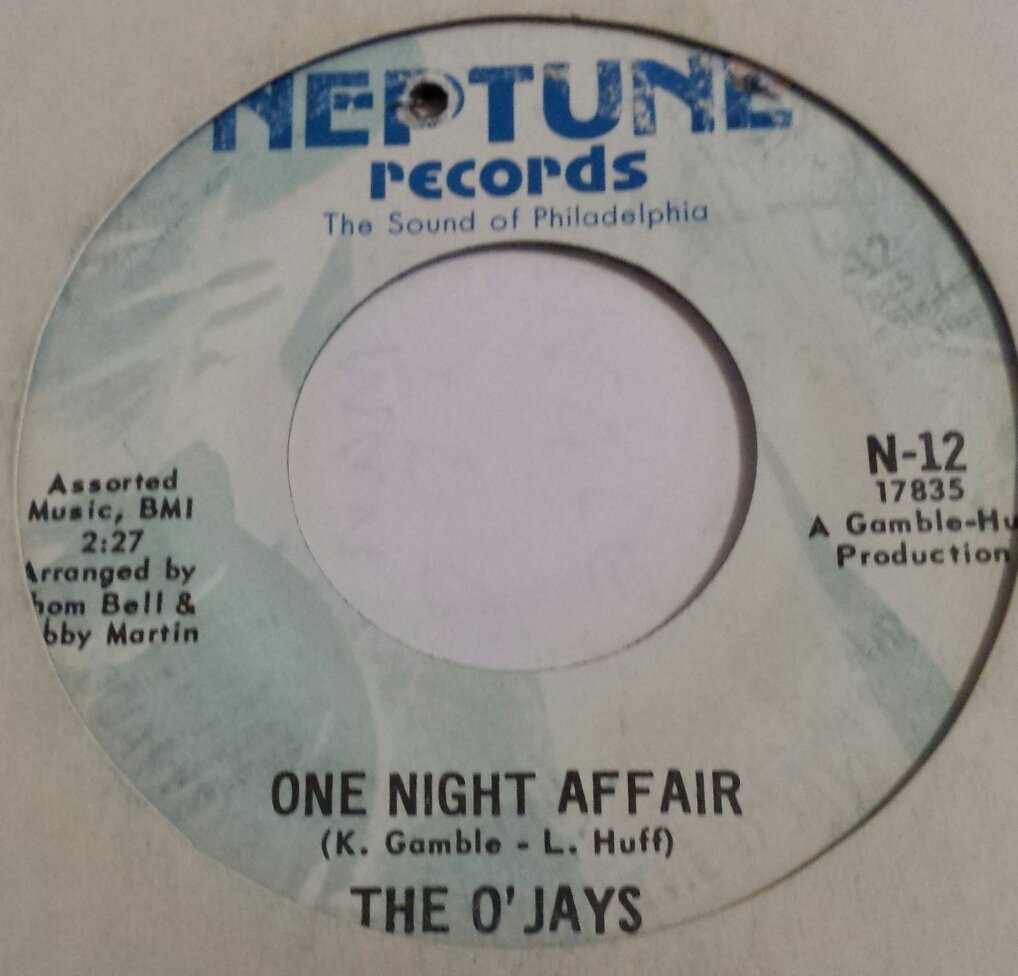 NEPTUNE
records
The Sound of Philadelphia
Assorted
Music, BMI
2:27
Arranged by
hom Bell &
bby Martin
N-12
17835
A Gamble-Hu
Production
ONE NIGHT AFFAIR
(K. Gamble - L. Huff)
THE O'JAYS